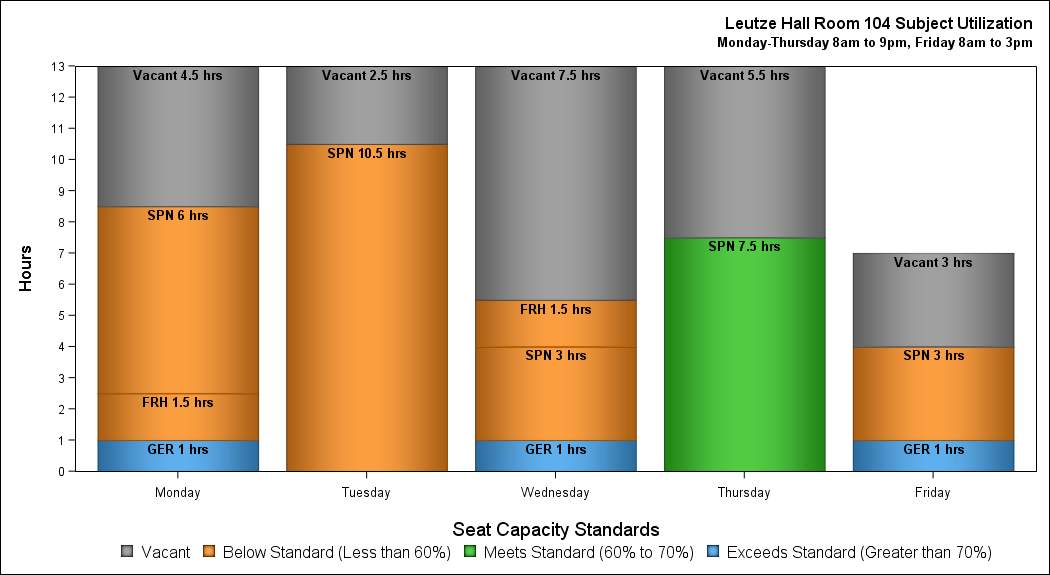 Leutze Hall Room 104 Subject Utilization
Monday-Thursday 8am to 9pm, Friday 8am to 3pm
Hours
13
12
11
10
9
8
7
6
5
4
3
2
1
0
Vacant 4.5 hrs
SPN 6 hrs
FRH 1.5 hrs
GER 1 hrs
Vacant 2.5 hrs
SPN 10.5 hrs
Vacant 7.5 hrs
FRH 1.5 hrs
SPN 3 hrs
GER 1 hrs
Vacant 5.5 hrs
SPN 7.5 hrs
Vacant 3 hrs
SPN 3 hrs
GER 1 hrs
Monday Tuesday Wednesday Thursday Friday
Seat Capacity Standards
Vacant Below Standard (Less than 60%) Meets Standard (60% to 70%) Exceeds Standard (Greater than 70%)